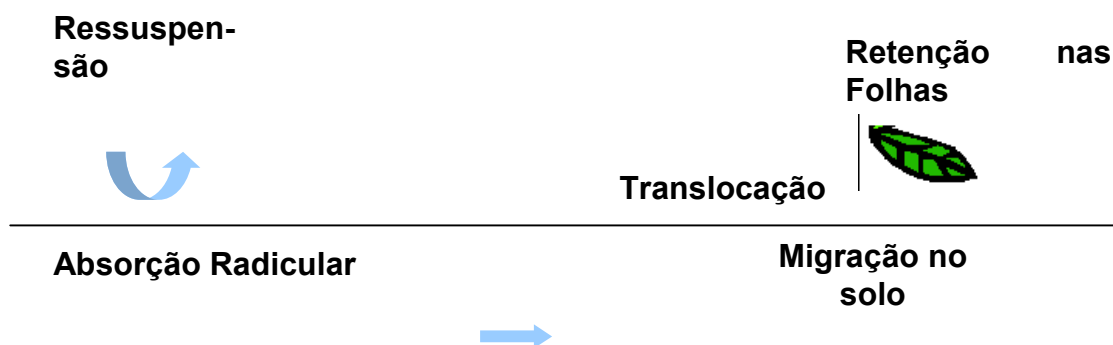 Ressuspen-
são
Retenção nas
Folhas
Translocação
Absorção Radicular
Migração no
solo